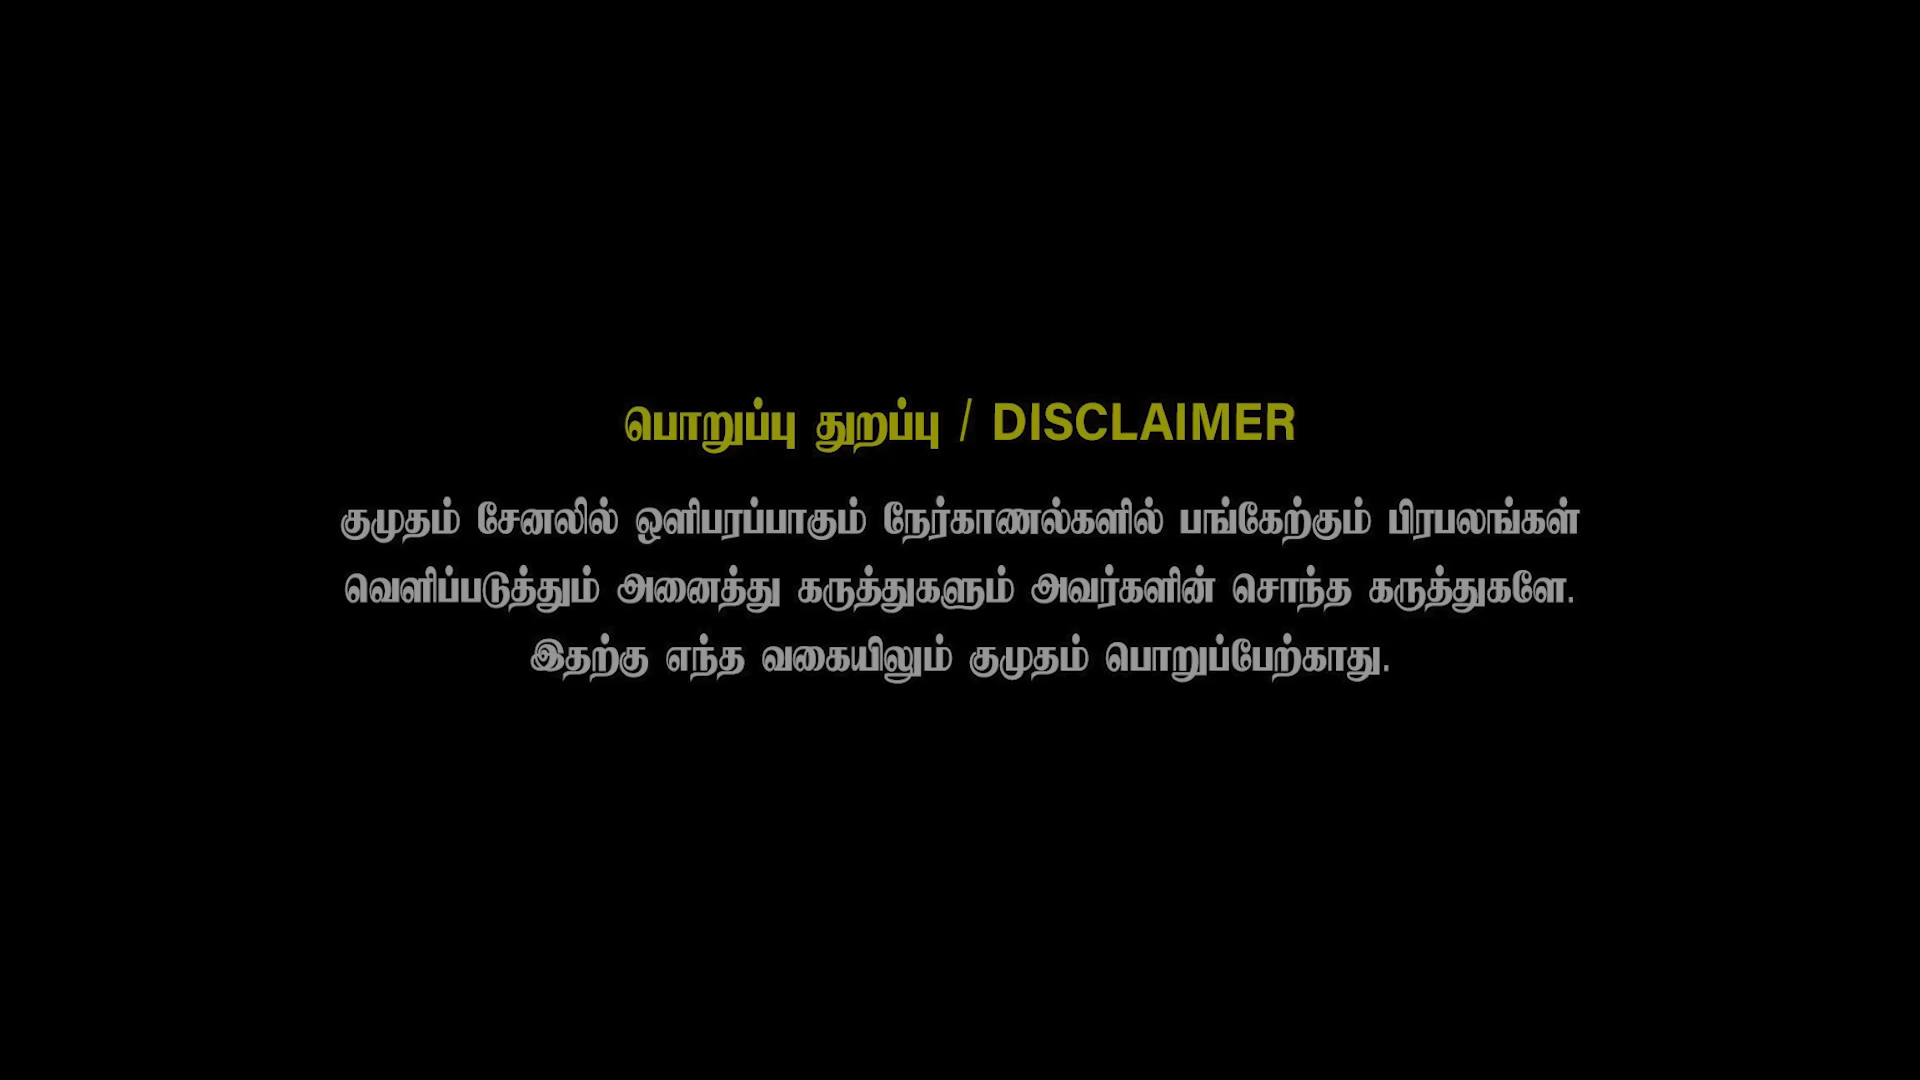 பொறுப்பு துறப்பு / DISCLAIMER
குமுதம் சேனலில் ஒளிபரப்பாகும் நேர்காணல்களில் பங்கேற்கும் பிரபலங்கள்
வெளிப்படுத்தும் அனைத்து கருத்துகளும் அவர்களின் சொந்த கருத்துகளே.
இதற்கு எந்த வகையிலும் குமுதம் பொறுப்பேற்காது.